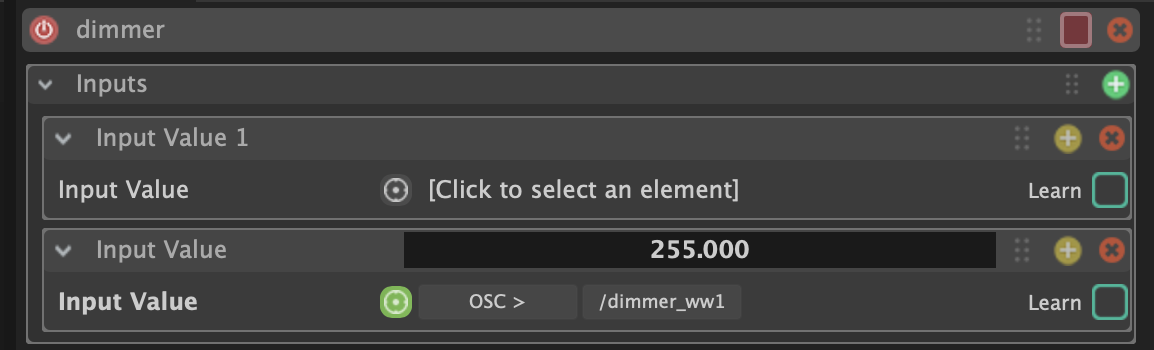 dimmer
Inputs
Input Value 1
Input Value [Click to select an element] Learn
Input Value 255.000
Input Value OSC > /dimmer_ww1 Learn